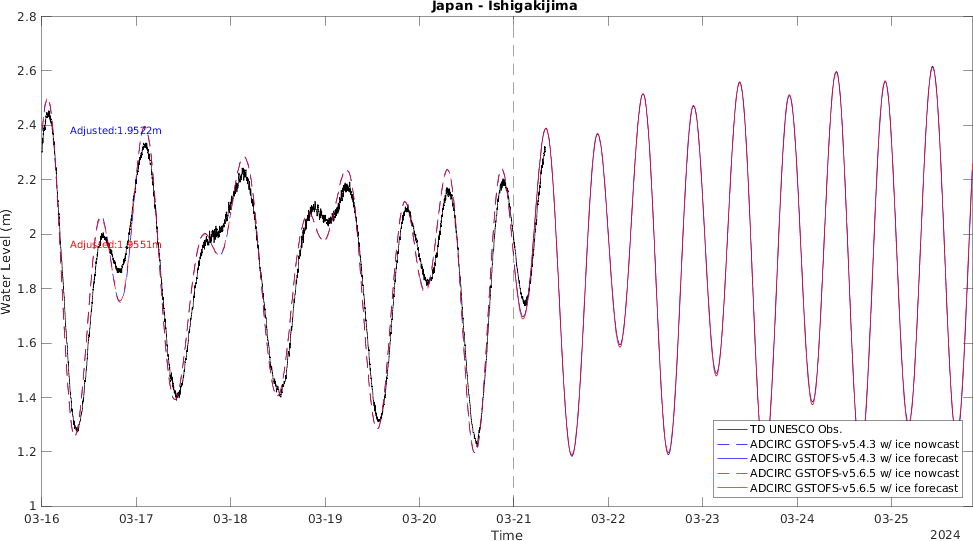 Japan - Ishigakijima
2.8
2.6
2.4
2.2
2
1.8
1.6
1.4
1.2
1
Water Level (m)
Adjusted:1.9522m
Adjusted:1.9551m
TD UNESCO Obs.
ADCIRC GSTOFS-v5.4.3 w/ ice nowcast
ADCIRC GSTOFS-v5.4.3 w/ ice forecast
ADCIRC GSTOFS-v5.6.5 w/ ice nowcast
ADCIRC GSTOFS-v5.6.5 w/ ice forecast
03-16 03-17 03-18 03-19 03-20 03-21 03-22 03-23 03-24 03-25
Time
2024